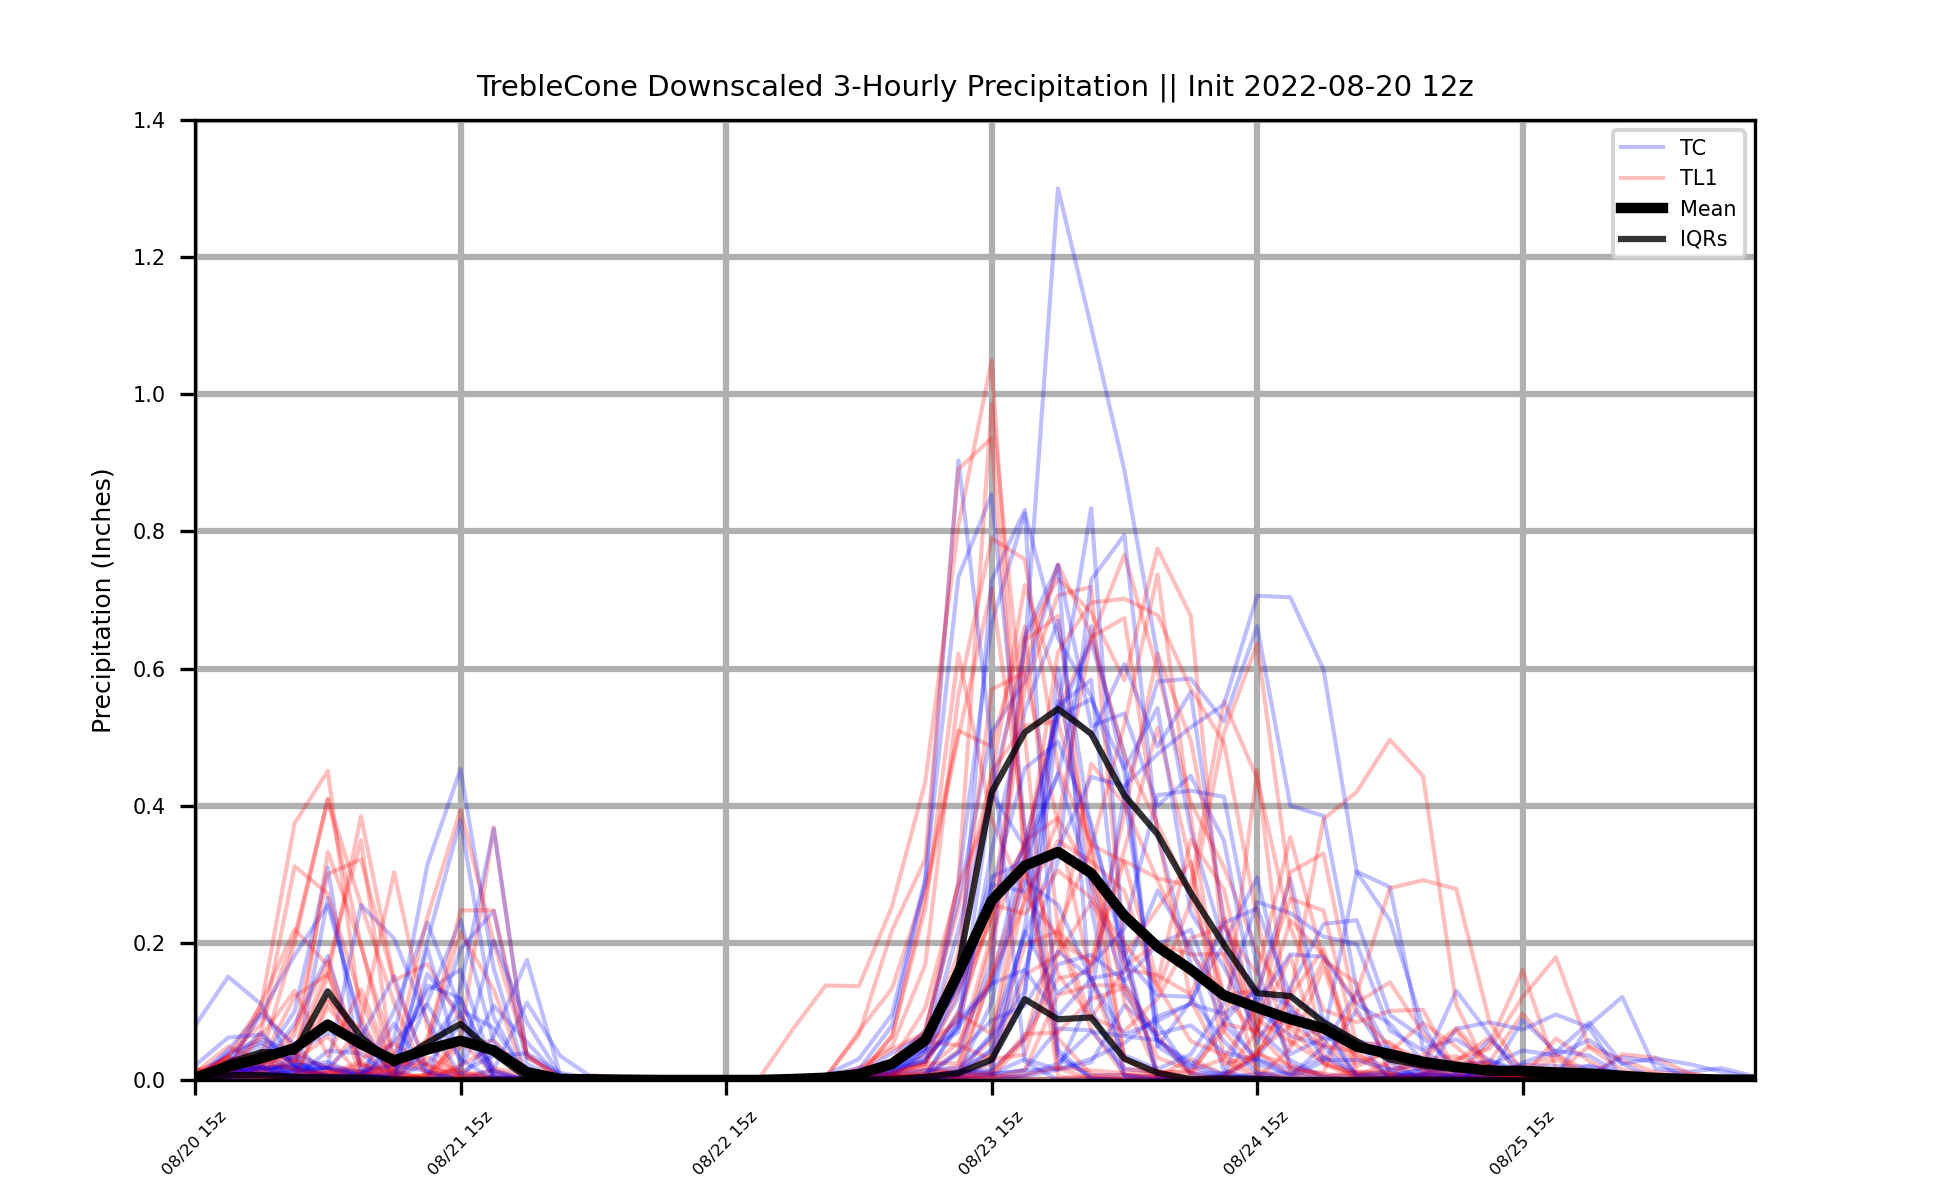 TrebleCone Downscaled 3-Hourly Precipitation || Init 2022-08-20 12z
Precipitation (Inches)
1.4
1.2
1.0
0.8
0.6
0.4
0.2
0.0
TC
TL1
Mean
IQRs
08/20 15z
08/21 15z
08/22 15z
08/23 15z
08/24 15z
08/25 15z